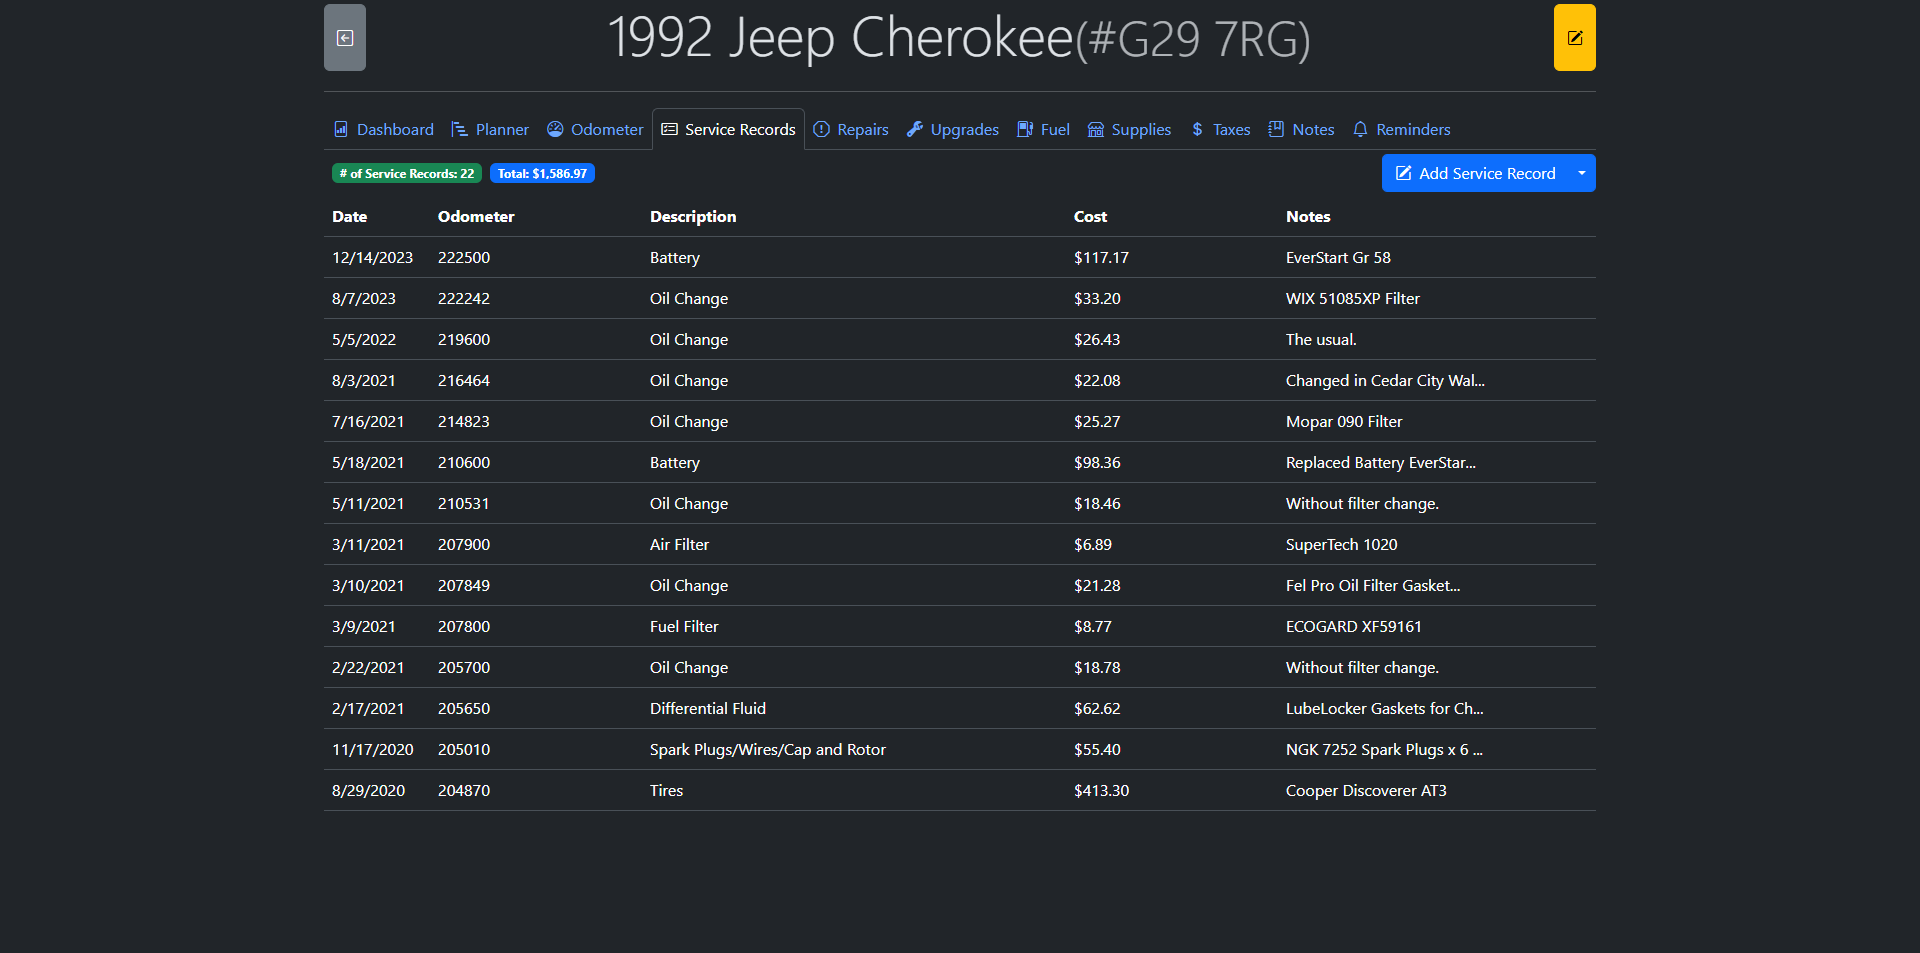 1992 Jeep Cherokee(#G29 7RG)
Dashboard Planner Odometer Service Records Repairs Upgrades Fuel Supplies $ Taxes Notes Reminders
# of Service Records: 22 Total: $1,586.97 Add Service Record
Date Odometer Description Cost Notes
12/14/2023 222500 Battery $117.17 EverStart Gr 58
8/7/2023 222242 Oil Change $33.20 WIX 51085XP Filter
5/5/2022 219600 Oil Change $26.43 The usual.
8/3/2021 216464 Oil Change $22.08 Changed in Cedar City Wal...
7/16/2021 214823 Oil Change $25.27 Mopar 090 Filter
5/18/2021 210600 Battery $98.36 Replaced Battery EverStar...
5/11/2021 210531 Oil Change $18.46 Without filter change.
3/11/2021 207900 Air Filter $6.89 SuperTech 1020
3/10/2021 207849 Oil Change $21.28 Fel Pro Oil Filter Gasket...
3/9/2021 207800 Fuel Filter $8.77 ECOGARD XF59161
2/22/2021 205700 Oil Change $18.78 Without filter change.
2/17/2021 205650 Differential Fluid $62.62 LubeLocker Gaskets for Ch...
11/17/2020 205010 Spark Plugs/Wires/Cap and Rotor $55.40 NGK 7252 Spark Plugs x 6 ...
8/29/2020 204870 Tires $413.30 Cooper Discoverer AT3